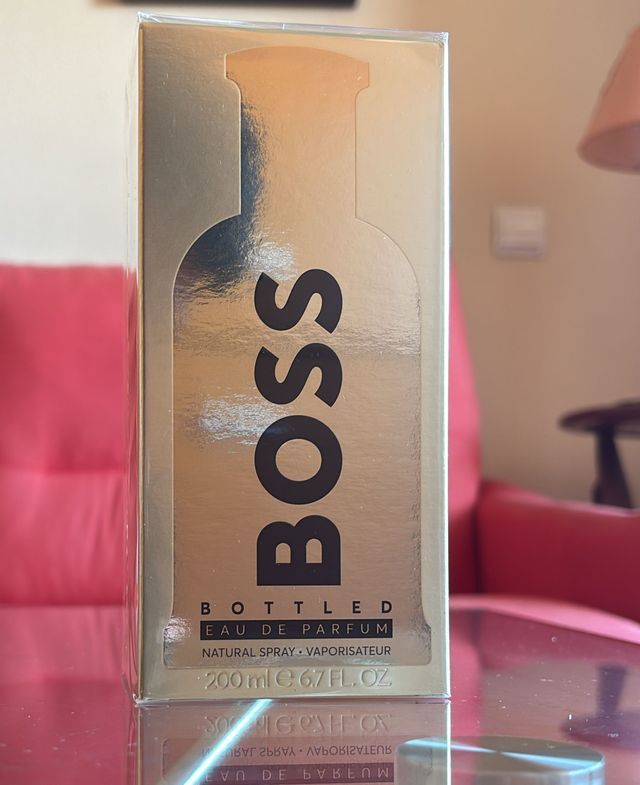 BOSS
BOTTLED
EAU DE PARFUM
NATURAL SPRAY • VAPORISATEUR
200 ml ℮ 6.7 FL. OZ.